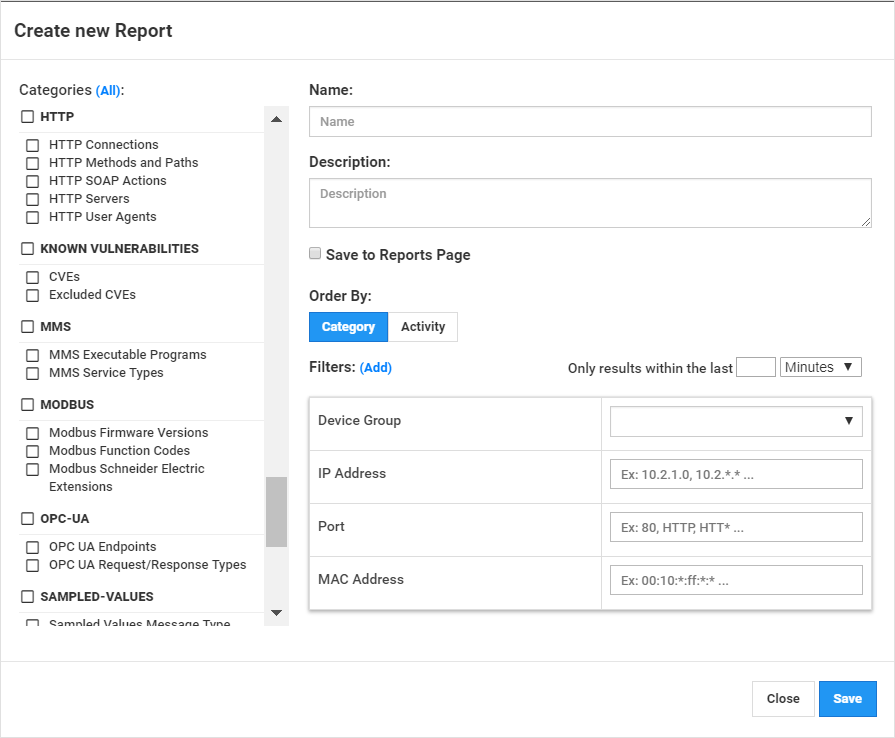 Create new Report
Categories (All):
HTTP
HTTP Connections
HTTP Methods and Paths
HTTP SOAP Actions
HTTP Servers
HTTP User Agents
KNOWN VULNERABILITIES
CVEs
Excluded CVEs
MMS
MMS Executable Programs
MMS Service Types
MODBUS
Modbus Firmware Versions
Modbus Function Codes
Modbus Schneider Electric
Extensions
OPC-UA
OPC UA Endpoints
OPC UA Request/Response Types
SAMPLED-VALUES
Sampled Values Message Type
Name:
Name
Description:
Description
Save to Reports Page
Order By:
Category Activity
Filters: (Add) Only results within the last Minutes
Device Group
IP Address Ex: 10.2.1.0, 10.2.*.* ...
Port Ex: 80, HTTP, HTT* ...
MAC Address Ex: 00:10:*:ff:*:* ...
Close Save